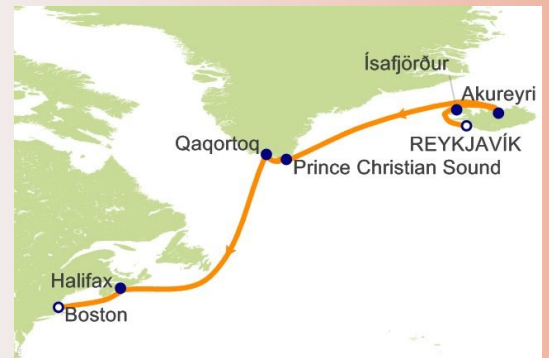 Ísafjörður
Akureyri
REYKJAVÍK
Qaqortoq
Prince Christian Sound
Halifax
Boston